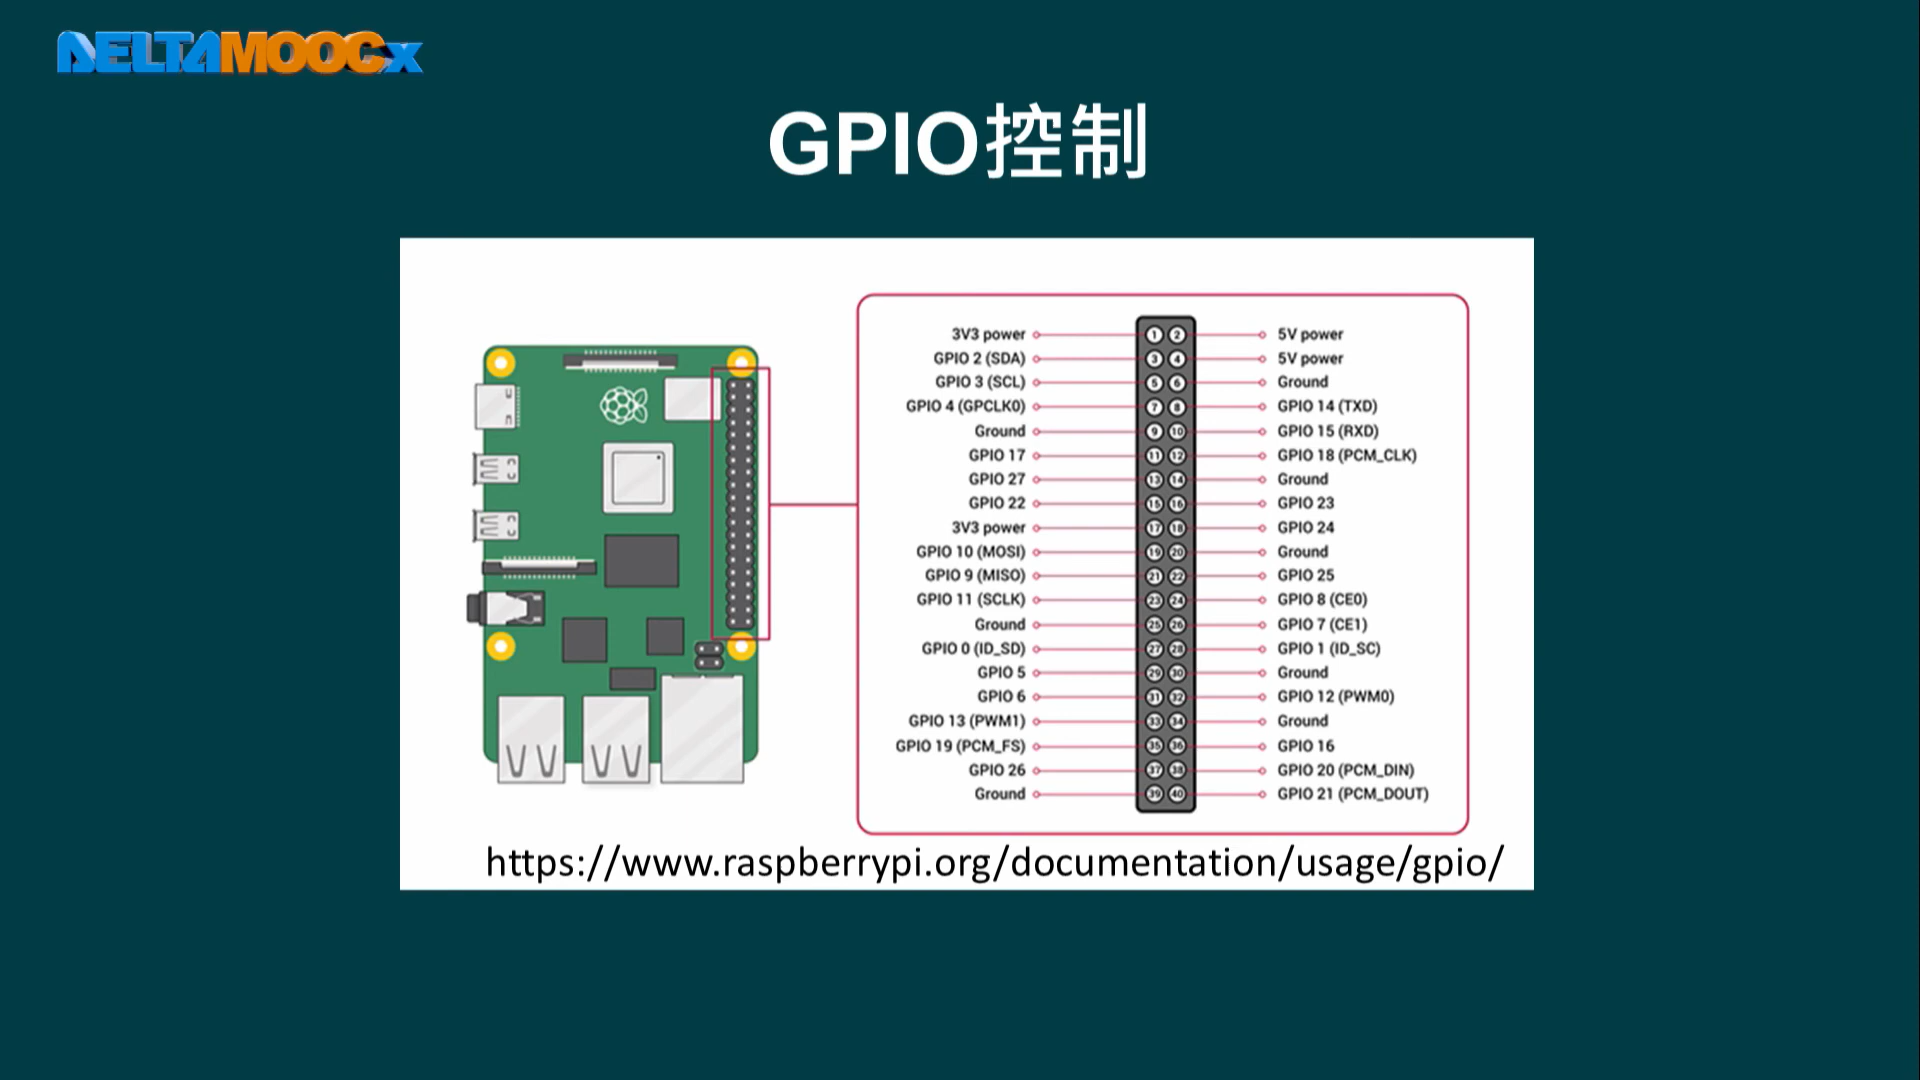 DELTAMOOCx
GPIO控制
3V3 power 1 2 5V power
GPIO 2 (SDA) 3 4 5V power
GPIO 3 (SCL) 5 6 Ground
GPIO 4 (GPCLK0) 7 8 GPIO 14 (TXD)
Ground 9 10 GPIO 15 (RXD)
GPIO 17 11 12 GPIO 18 (PCM_CLK)
GPIO 27 13 14 Ground
GPIO 22 15 16 GPIO 23
3V3 power 17 18 GPIO 24
GPIO 10 (MOSI) 19 20 Ground
GPIO 9 (MISO) 21 22 GPIO 25
GPIO 11 (SCLK) 23 24 GPIO 8 (CE0)
Ground 25 26 GPIO 7 (CE1)
GPIO 0 (ID_SD) 27 28 GPIO 1 (ID_SC)
GPIO 5 29 30 Ground
GPIO 6 31 32 GPIO 12 (PWM0)
GPIO 13 (PWM1) 33 34 Ground
GPIO 19 (PCM_FS) 35 36 GPIO 16
GPIO 26 37 38 GPIO 20 (PCM_DIN)
Ground 39 40 GPIO 21 (PCM_DOUT)
https://www.raspberrypi.org/documentation/usage/gpio/